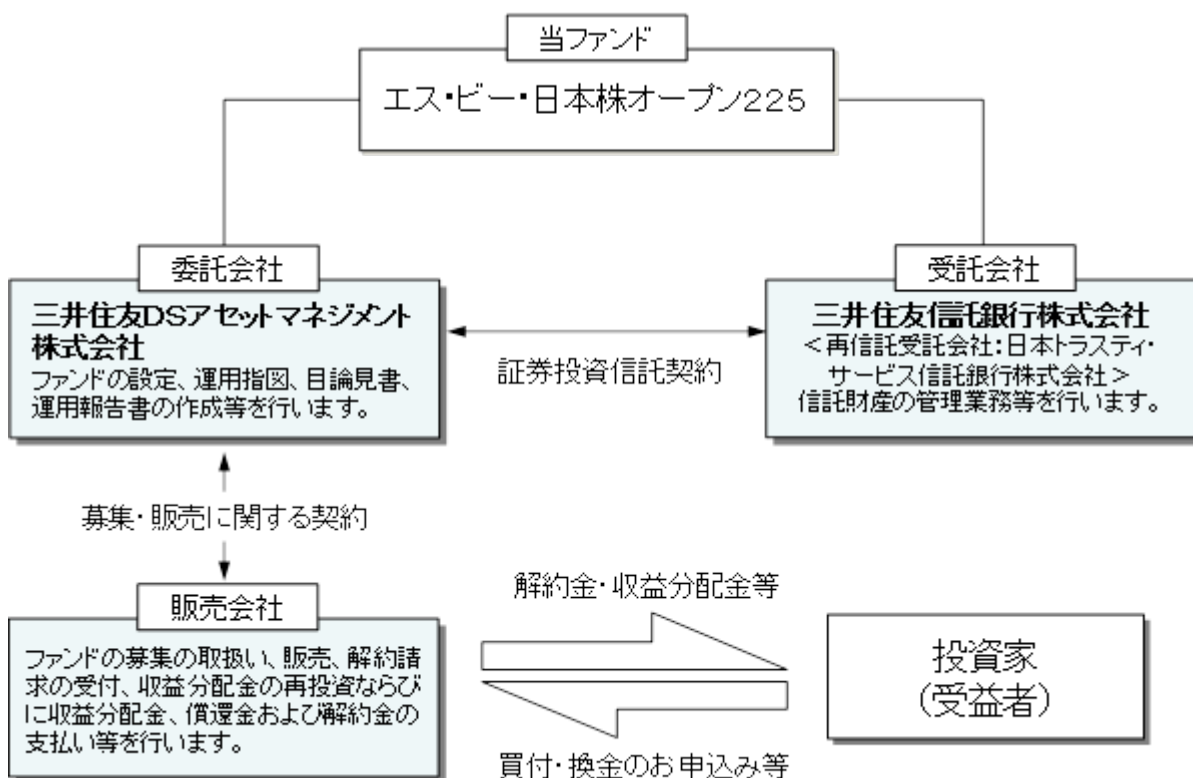 当ファンド
エス・ビー・日本株オープン225
委託会社
三井住友DSアセットマネジメント
株式会社
ファンドの設定、運用指図、目論見書、
運用報告書の作成等を行います。
証券投資信託契約
受託会社
三井住友信託銀行株式会社
＜再信託受託会社：日本トラスティ・
サービス信託銀行株式会社＞
信託財産の管理業務等を行います。
募集・販売に関する契約
販売会社
ファンドの募集の取扱い、販売、解約請
求の受付、収益分配金の再投資ならび
に収益分配金、償還金および解約金の
支払い等を行います。
解約金・収益分配金等
買付・換金のお申込み等
投資家
（受益者）